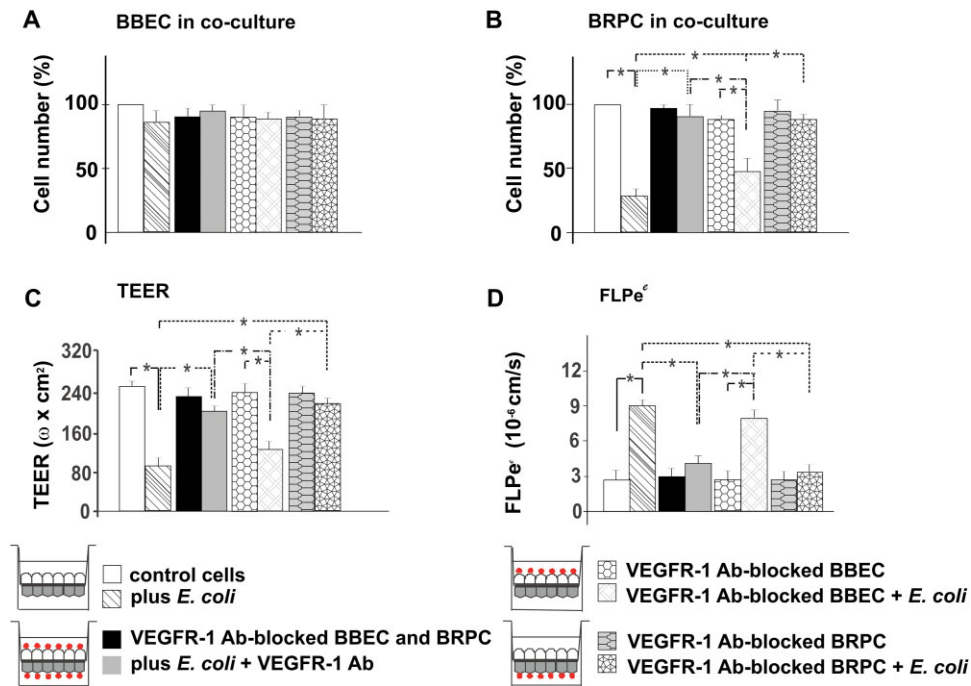 A
BBEC in co-culture
Cell number (%)
100
50
0
B
BRPC in co-culture
* * * * * *
Cell number (%)
100
50
0
C
TEER
* * * * * *
TEER (ω x cm²)
320
240
160
80
0
D
FLPeᵉ
* * * * * *
FLPeᵉ (10⁻⁶ cm/s)
12
9
6
3
0
control cells
plus E. coli
VEGFR-1 Ab-blocked BBEC and BRPC
plus E. coli + VEGFR-1 Ab
VEGFR-1 Ab-blocked BBEC
VEGFR-1 Ab-blocked BBEC + E. coli
VEGFR-1 Ab-blocked BRPC
VEGFR-1 Ab-blocked BRPC + E. coli